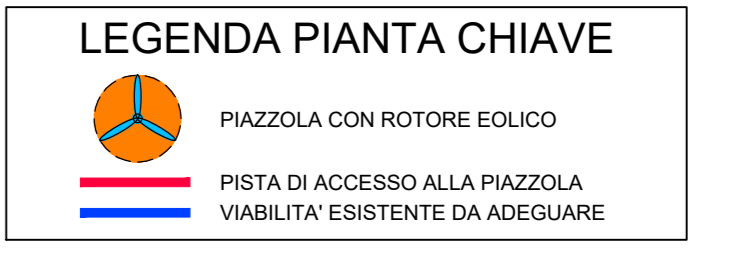 LEGENDA PIANTA CHIAVE
PIAZZOLA CON ROTORE EOLICO
PISTA DI ACCESSO ALLA PIAZZOLA
VIABILITA' ESISTENTE DA ADEGUARE